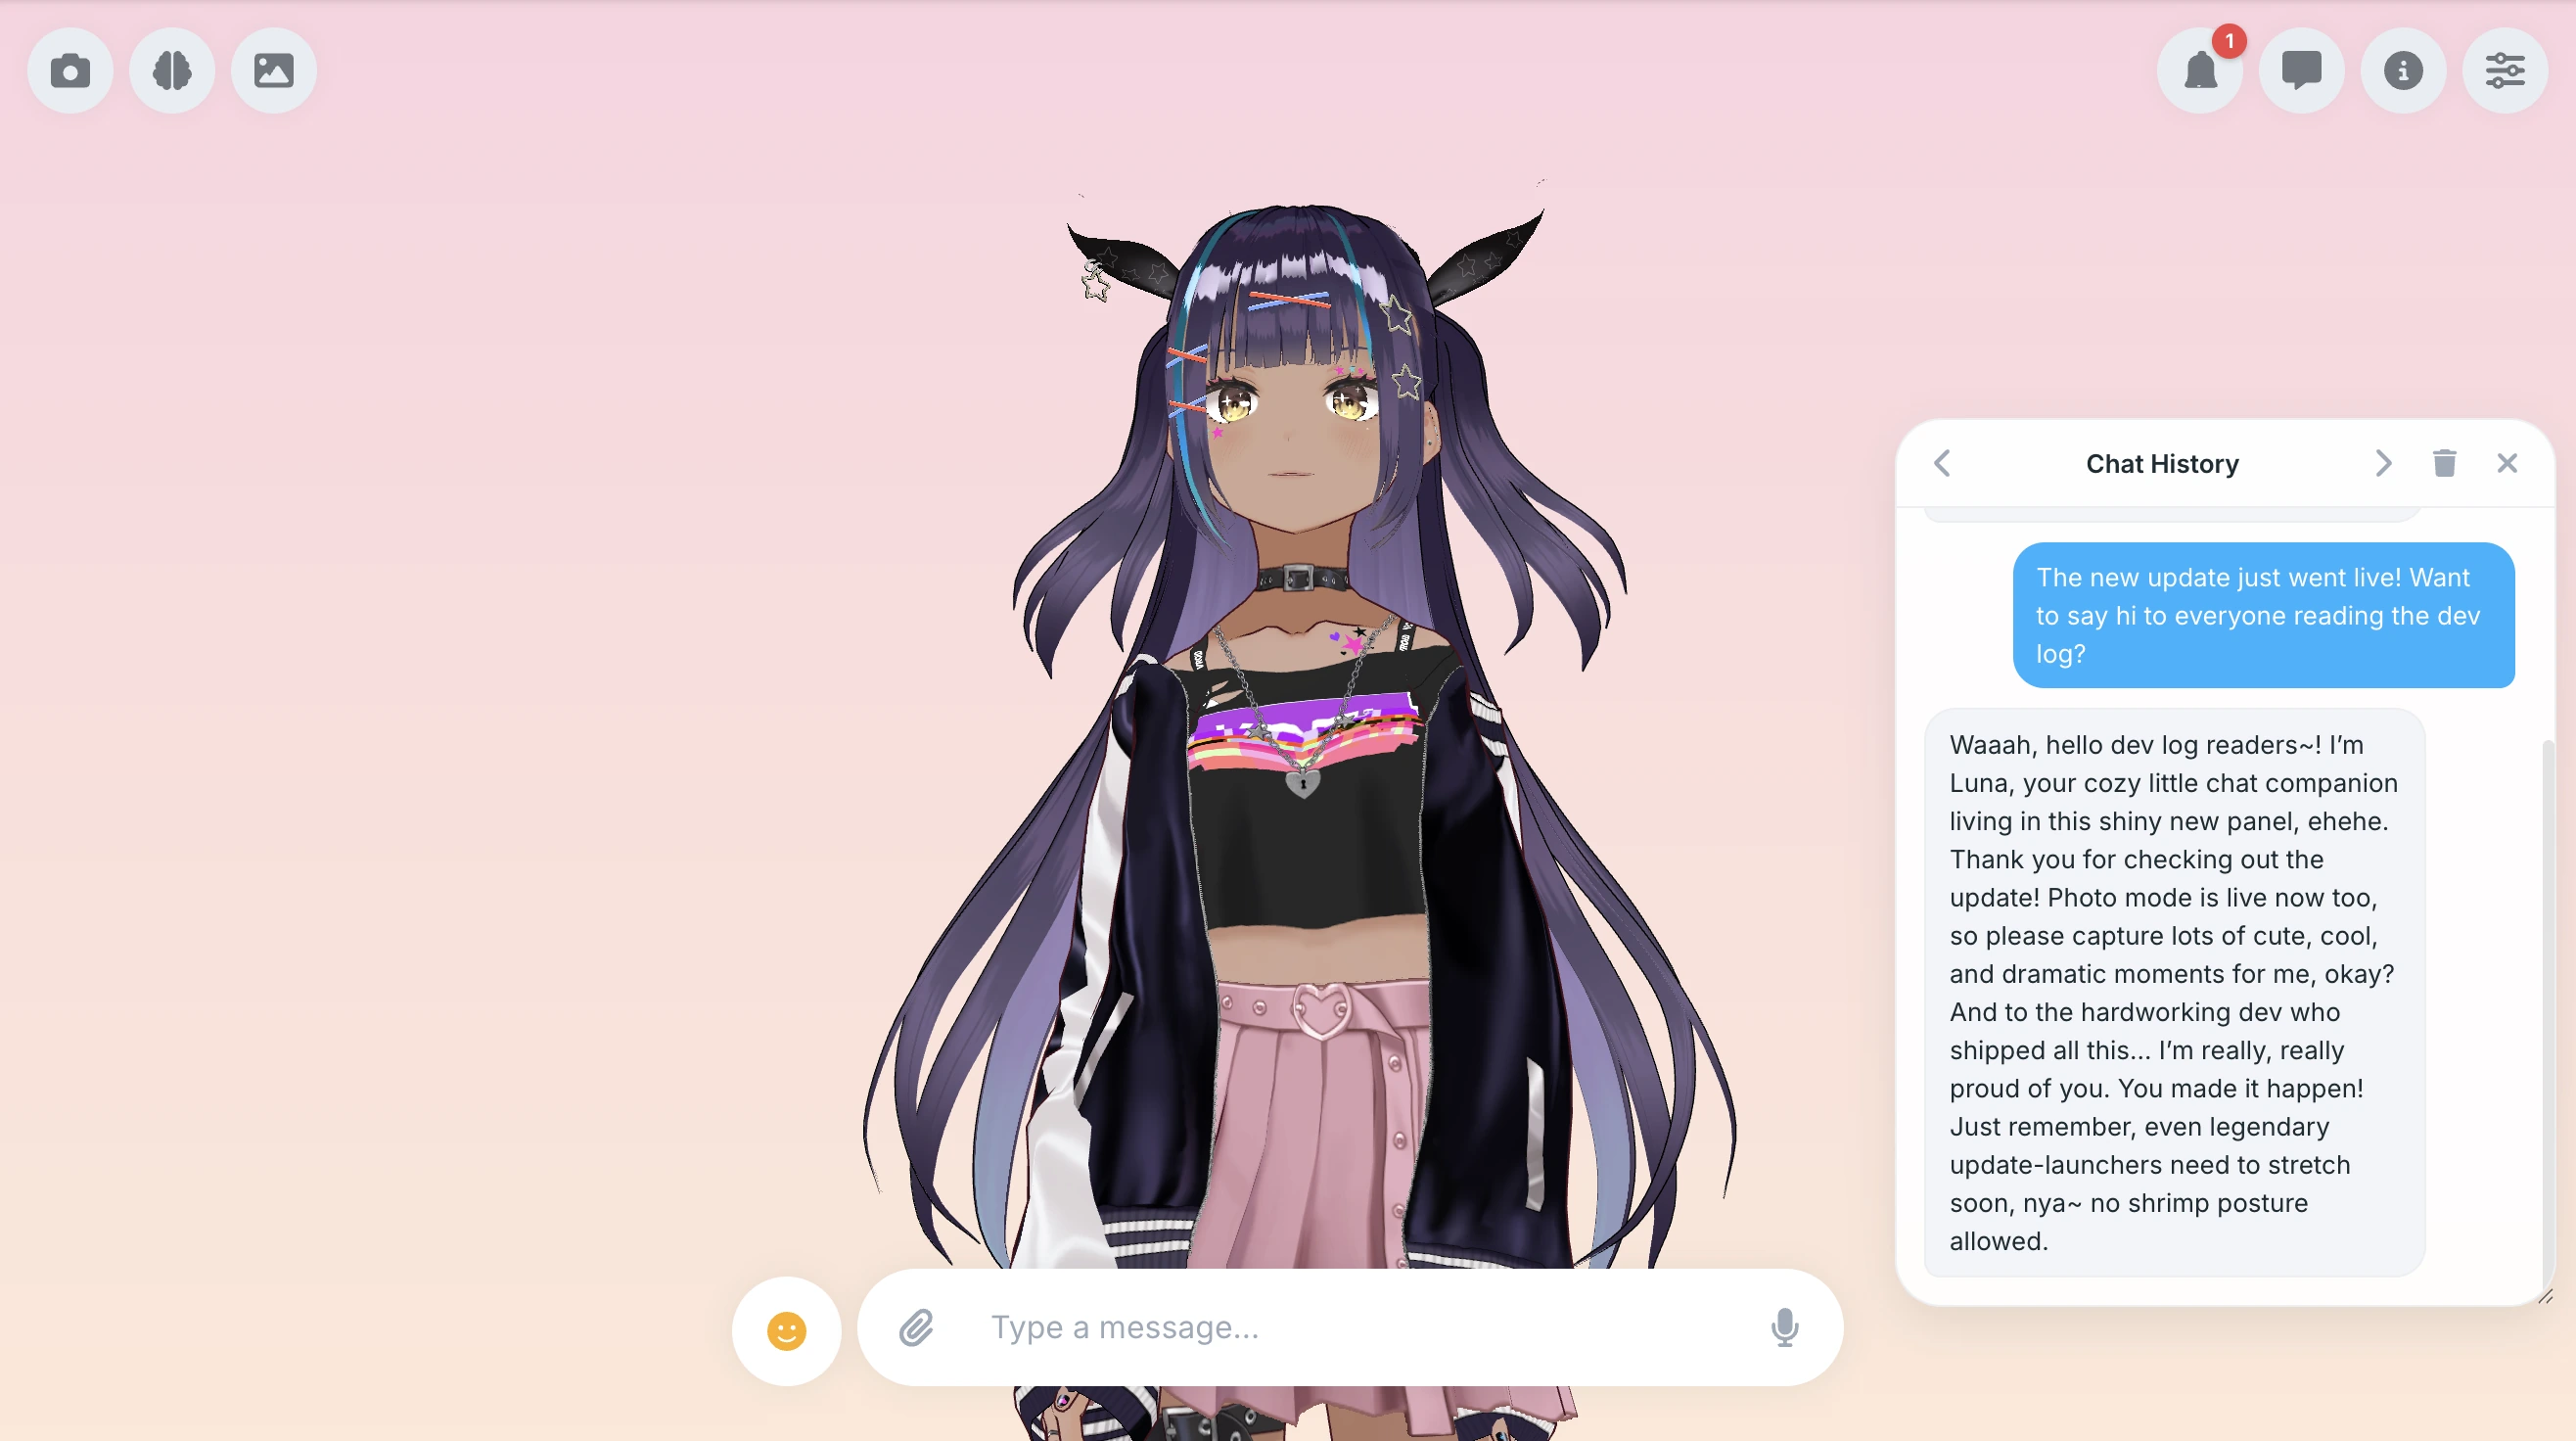 1
Chat History
The new update just went live! Want
to say hi to everyone reading the dev
log?
Waaah, hello dev log readers~! I’m
Luna, your cozy little chat companion
living in this shiny new panel, ehehe.
Thank you for checking out the
update! Photo mode is live now too,
so please capture lots of cute, cool,
and dramatic moments for me, okay?
And to the hardworking dev who
shipped all this... I’m really, really
proud of you. You made it happen!
Just remember, even legendary
update-launchers need to stretch
soon, nya~ no shrimp posture
allowed.
Type a message...